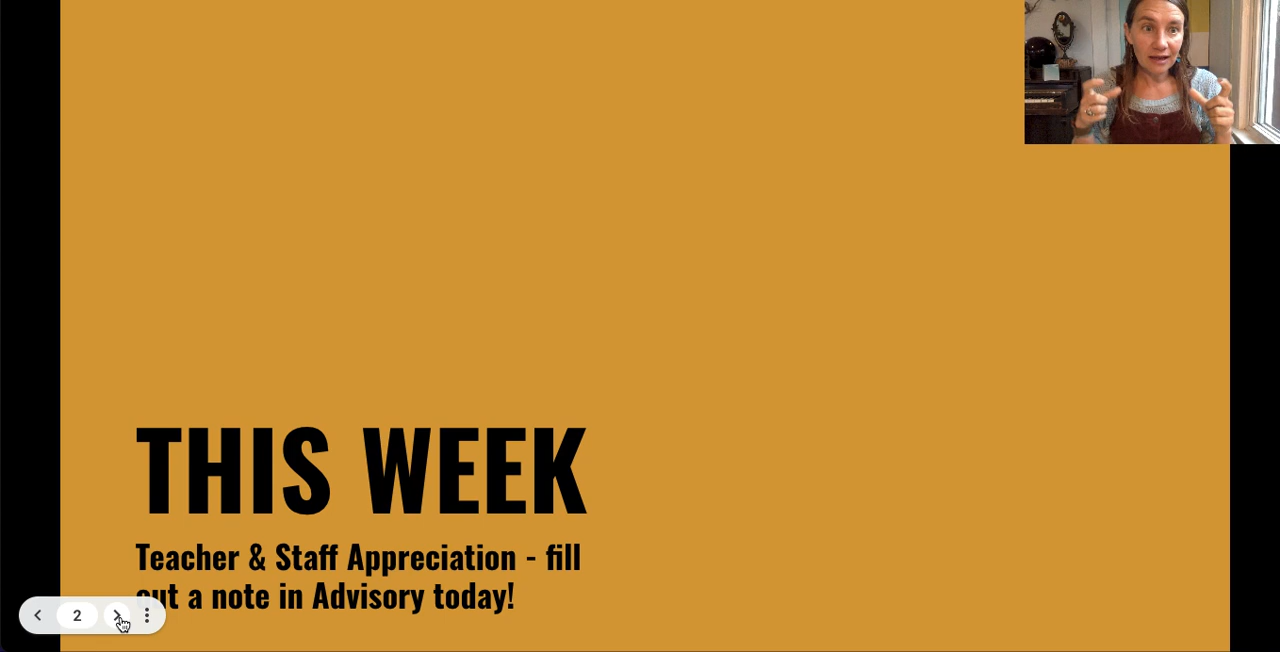 THIS WEEK
Teacher & Staff Appreciation - fill
out a note in Advisory today!
2